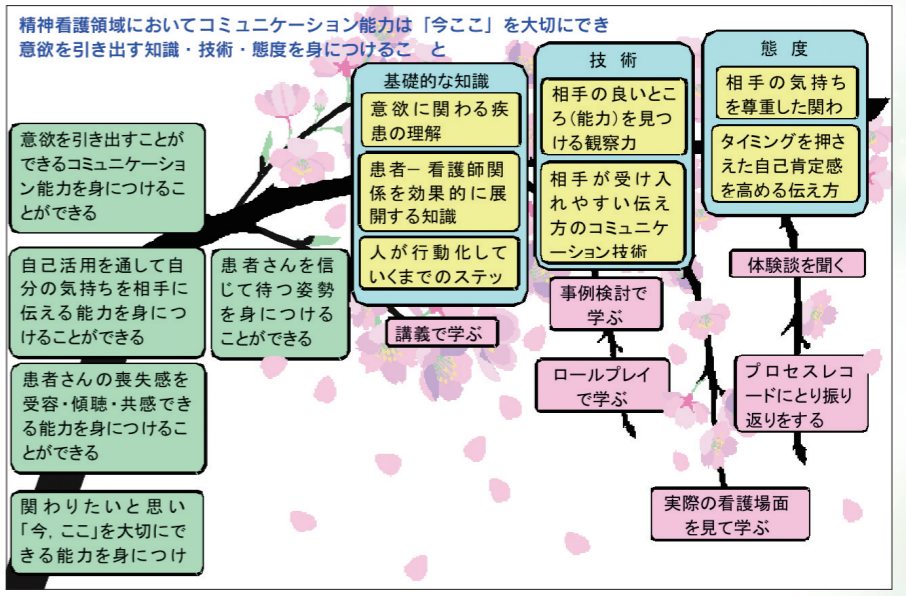 精神看護領域においてコミュニケーション能力は「今ここ」を大切にでき
意欲を引き出す知識・技術・態度を身につけるこ と
意欲を引き出すことが
できるコミュニケーショ
ン能力を身につけるこ
とができる
自己活用を通して自
分の気持ちを相手に
伝える能力を身につ
けることができる
患者さんの喪失感を
受容・傾聴・共感でき
る能力を身につけるこ
とができる
関わりたいと思い
「今，ここ」を大切にで
きる能力を身につけ
患者さんを信
じて待つ姿勢
を身につける
ことができる
基礎的な知識
意欲に関わる疾
患の理解
患者－看護師関
係を効果的に展
開する知識
人が行動化して
いくまでのステッ
講義で学ぶ
技 術
相手の良いとこ
ろ（能力）を見つ
ける観察力
相手が受け入
れやすい伝え
方のコミュニケ
ーション技術
事例検討で
学ぶ
ロールプレイ
で学ぶ
態 度
相手の気持ち
を尊重した関わ
タイミングを押さ
えた自己肯定感
を高める伝え方
体験談を聞く
プロセスレコ
ードにとり振り
返りをする
実際の看護場面
を見て学ぶ